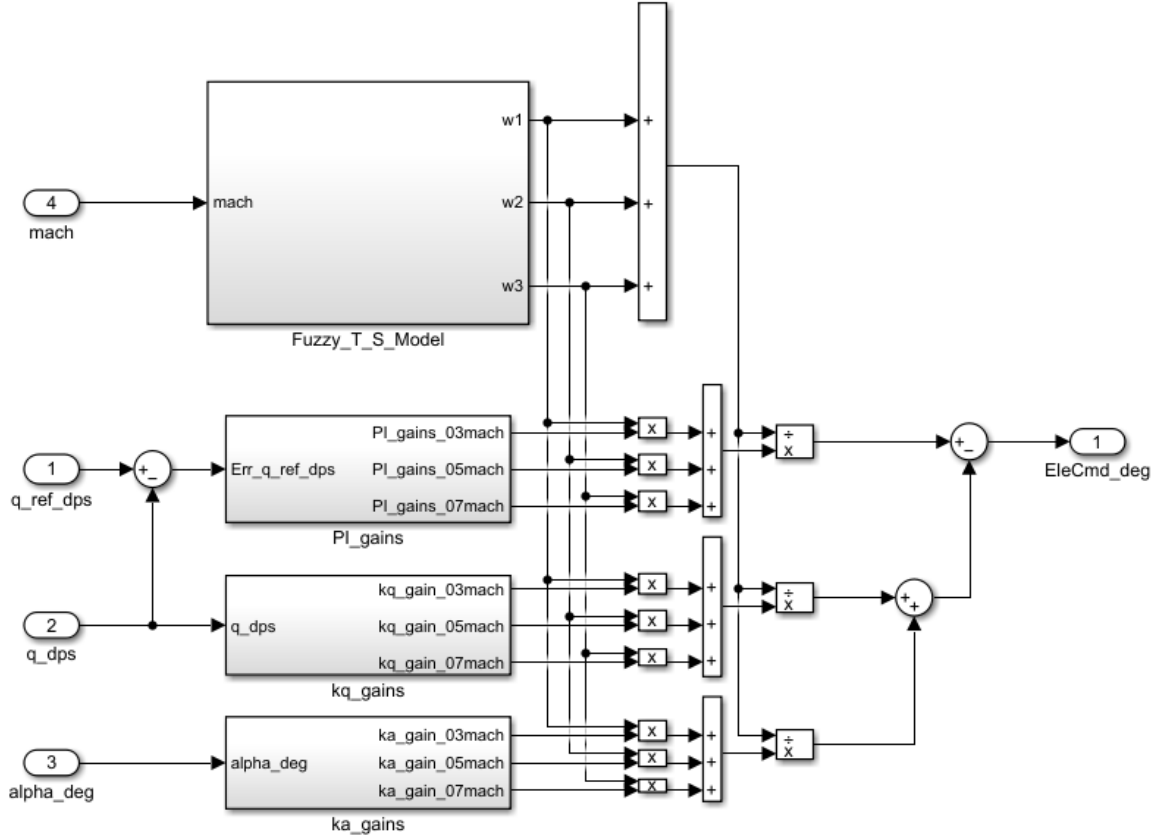 w1
+
4
mach
mach
w2
+
w3
+
Fuzzy_T_S_Model
1
q_ref_dps
+
−
Err_q_ref_dps
PI_gains_03mach
PI_gains_05mach
PI_gains_07mach
PI_gains
x
x
x
+
+
+
÷
x
+
−
1
EleCmd_deg
2
q_dps
q_dps
kq_gain_03mach
kq_gain_05mach
kq_gain_07mach
kq_gains
x
x
x
+
+
+
÷
x
+
+
3
alpha_deg
alpha_deg
ka_gain_03mach
ka_gain_05mach
ka_gain_07mach
ka_gains
x
x
x
+
+
+
÷
x